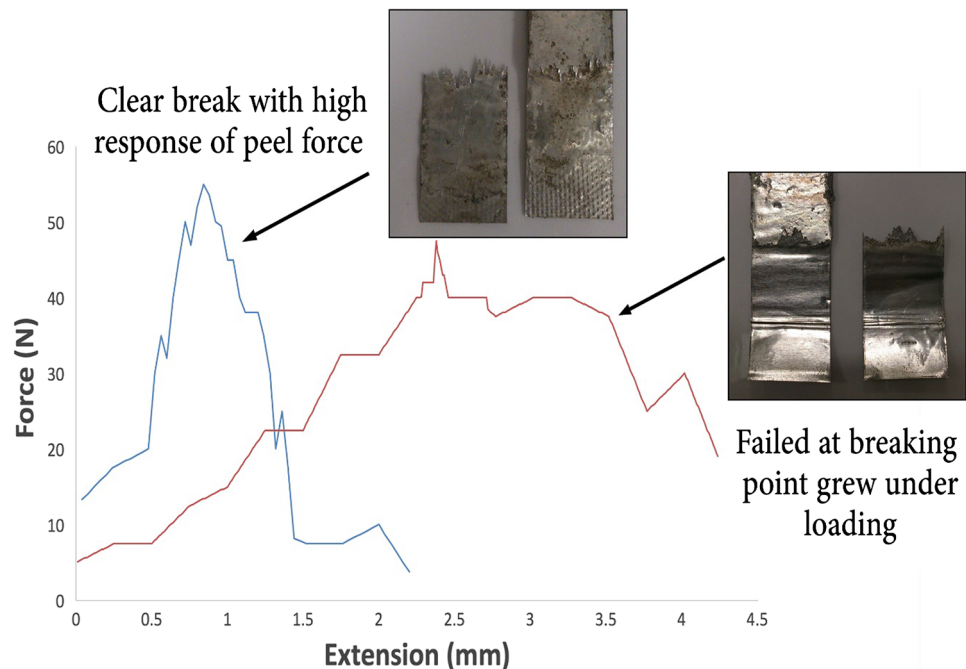 Clear break with high
response of peel force
60
50
40
30
20
10
0
Force (N)
0 0.5 1 1.5 2 2.5 3 3.5 4 4.5
Extension (mm)
Failed at breaking
point grew under
loading